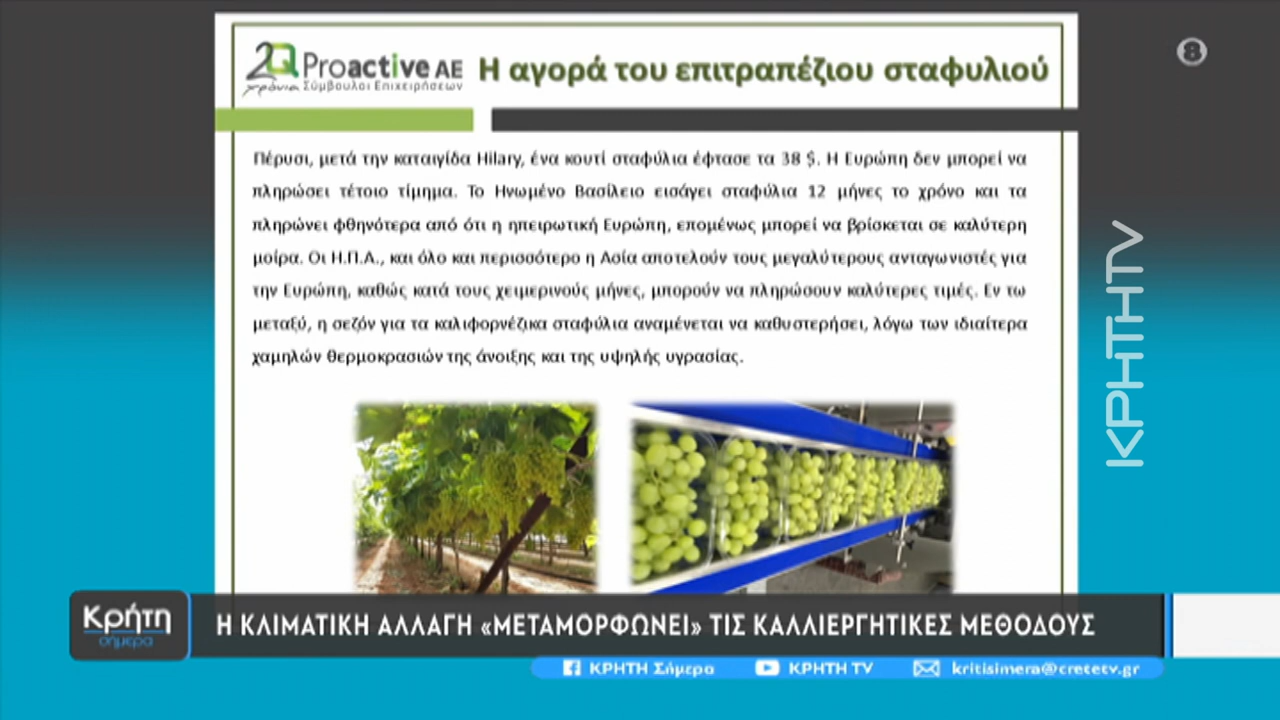 20 Proactive AE
χρόνια Σύμβουλοι Επιχειρήσεων
Η αγορά του επιτραπέζιου σταφυλιού
8
Πέρυσι, μετά την καταιγίδα Hilary, ένα κουτί σταφύλια έφτασε τα 38 $. Η Ευρώπη δεν μπορεί να
πληρώσει τέτοιο τίμημα. Το Ηνωμένο Βασίλειο εισάγει σταφύλια 12 μήνες το χρόνο και τα
πληρώνει φθηνότερα από ότι η ηπειρωτική Ευρώπη, επομένως μπορεί να βρίσκεται σε καλύτερη
μοίρα. Οι Η.Π.Α., και όλο και περισσότερο η Ασία αποτελούν τους μεγαλύτερους ανταγωνιστές για
την Ευρώπη, καθώς κατά τους χειμερινούς μήνες, μπορούν να πληρώσουν καλύτερες τιμές. Εν τω
μεταξύ, η σεζόν για τα καλιφορνέζικα σταφύλια αναμένεται να καθυστερήσει, λόγω των ιδιαίτερα
χαμηλών θερμοκρασιών της άνοιξης και της υψηλής υγρασίας.
ΚΡΗΤΗTV
Κρήτη
σήμερα
Η ΚΛΙΜΑΤΙΚΗ ΑΛΛΑΓΗ «ΜΕΤΑΜΟΡΦΩΝΕΙ» ΤΙΣ ΚΑΛΛΙΕΡΓΗΤΙΚΕΣ ΜΕΘΟΔΟΥΣ
ΚΡΗΤΗ Σήμερα ΚΡΗΤΗ TV kritisimera@cretetv.gr